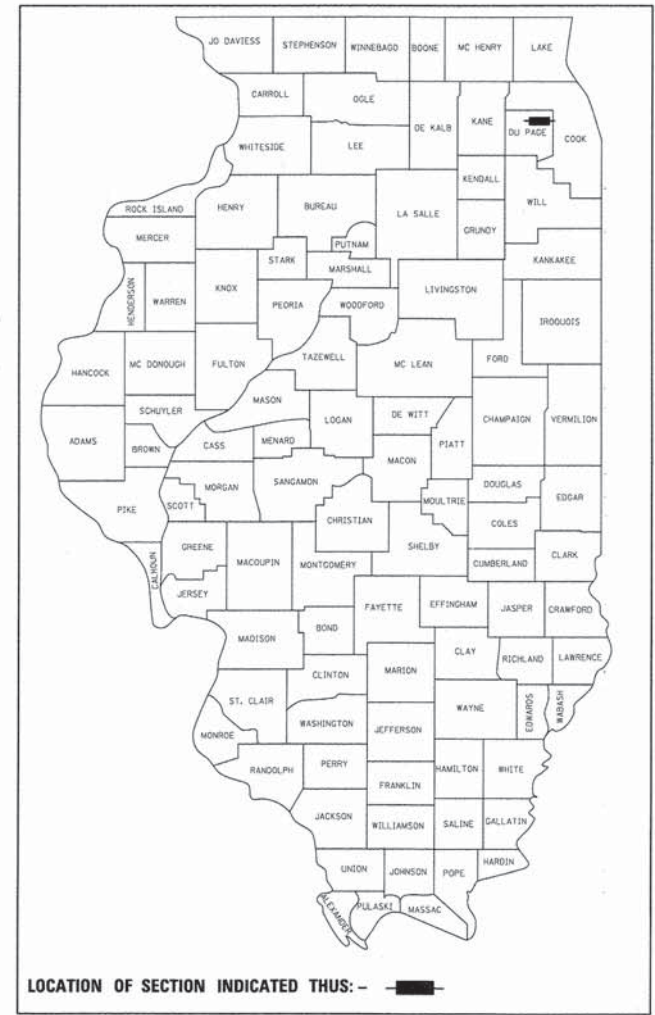 JO DAVIESS STEPHENSON WINNEBAGO BOONE MC HENRY LAKE
CARROLL OGLE
DE KALB KANE DU PAGE COOK
WHITESIDE LEE
KENDALL
ROCK ISLAND HENRY BUREAU LA SALLE WILL
PUTNAM GRUNDY
MERCER STARK MARSHALL KANKAKEE
HENDERSON WARREN KNOX PEORIA WOODFORD LIVINGSTON IROQUOIS
HANCOCK MC DONOUGH FULTON TAZEWELL MC LEAN FORD
SCHUYLER MASON LOGAN DE WITT CHAMPAIGN VERMILION
ADAMS BROWN CASS MENARD PIATT
MACON
MORGAN SANGAMON DOUGLAS EDGAR
PIKE SCOTT CHRISTIAN MOULTRIE COLES
GREENE MACOUPIN MONTGOMERY SHELBY CUMBERLAND CLARK
CALHOUN JERSEY
FAYETTE EFFINGHAM JASPER CRAWFORD
MADISON BOND
CLAY RICHLAND LAWRENCE
CLINTON MARION
ST. CLAIR WAYNE EDWARDS WABASH
WASHINGTON JEFFERSON
MONROE
RANDOLPH PERRY HAMILTON WHITE
FRANKLIN
JACKSON WILLIAMSON SALINE GALLATIN
UNION JOHNSON POPE HARDIN
ALEXANDER PULASKI MASSAC
LOCATION OF SECTION INDICATED THUS: -